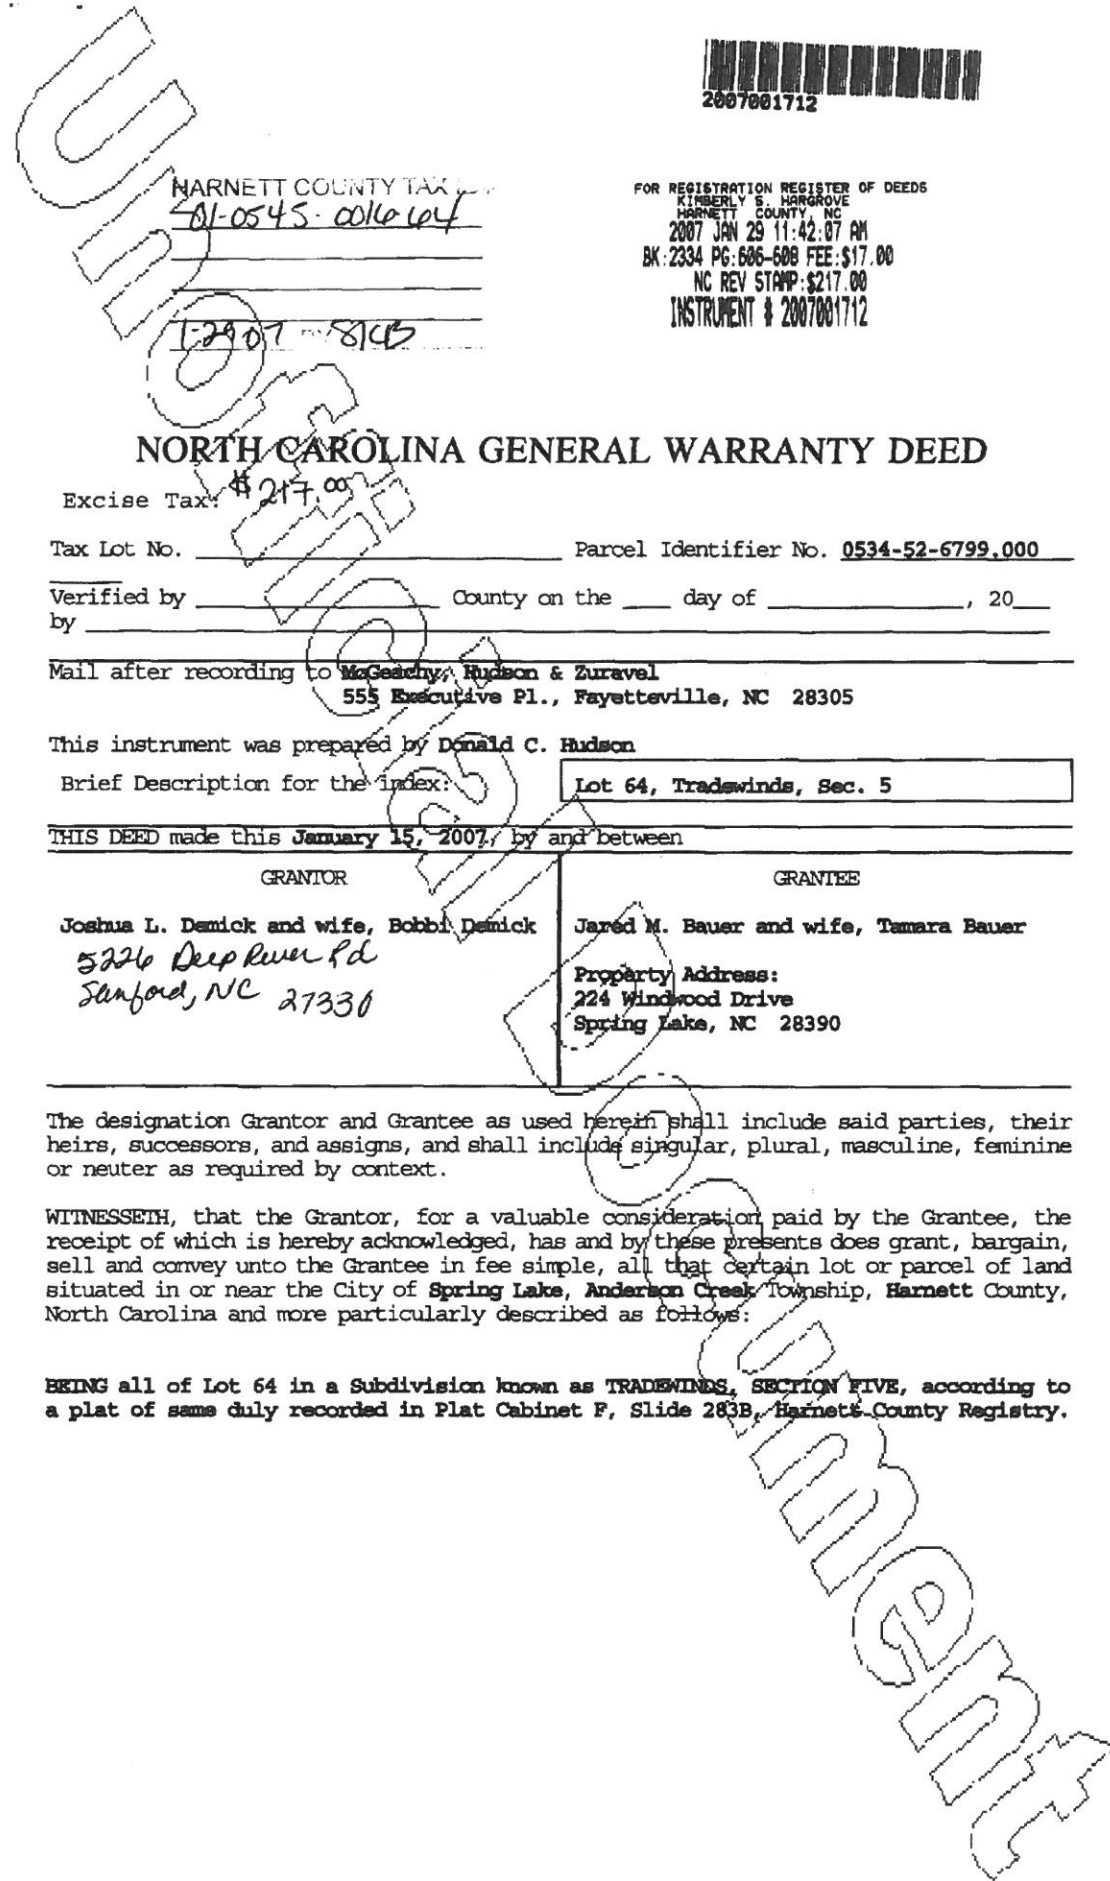 2007001712
HARNETT COUNTY TAX
01-0545-0016-64
1-29-07
FOR REGISTRATION REGISTER OF DEEDS
KIMBERLY S. HARGROVE
HARNETT COUNTY, NC
2007 JAN 29 11:42:07 AM
BK:2334 PG:606-608 FEE:$17.00
NC REV STAMP:$217.00
INSTRUMENT # 2007001712
NORTH CAROLINA GENERAL WARRANTY DEED
Excise Tax: $217.00
Tax Lot No. Parcel Identifier No. 0534-52-6799.000
Verified by County on the day of , 20
by
Mail after recording to McGeachy, Hudson & Zuravel
555 Executive Pl., Fayetteville, NC 28305
This instrument was prepared by Donald C. Hudson
Brief Description for the index: Lot 64, Tradewinds, Sec. 5
THIS DEED made this January 15, 2007, by and between
GRANTOR GRANTEE
Joshua L. Demick and wife, Bobbi Demick
5226 Deep River Rd
Sanford, NC 27330
Jared M. Bauer and wife, Tamara Bauer
Property Address:
224 Windwood Drive
Spring Lake, NC 28390
The designation Grantor and Grantee as used herein shall include said parties, their
heirs, successors, and assigns, and shall include singular, plural, masculine, feminine
or neuter as required by context.
WITNESSETH, that the Grantor, for a valuable consideration paid by the Grantee, the
receipt of which is hereby acknowledged, has and by these presents does grant, bargain,
sell and convey unto the Grantee in fee simple, all that certain lot or parcel of land
situated in or near the City of Spring Lake, Anderson Creek Township, Harnett County,
North Carolina and more particularly described as follows:
BEING all of Lot 64 in a Subdivision known as TRADEWINDS, SECTION FIVE, according to
a plat of same duly recorded in Plat Cabinet F, Slide 283B, Harnett County Registry.
Unofficial Document